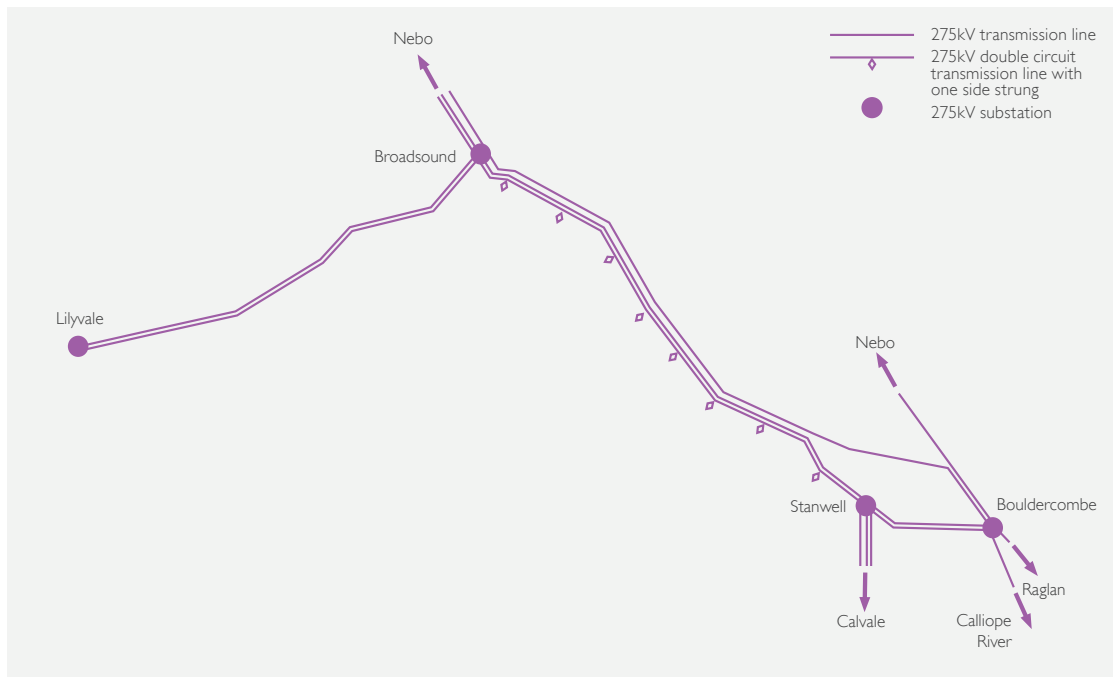 275kV transmission line
275kV double circuit
transmission line with
one side strung
275kV substation
Nebo
Broadsound
Lilyvale
Nebo
Bouldercombe
Stanwell
Raglan
Calvale
Calliope
River